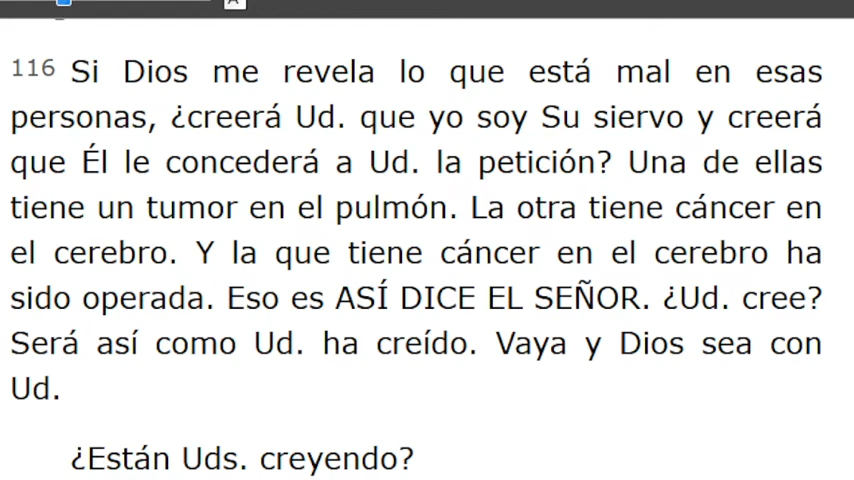 116 Si Dios me revela lo que está mal en esas
personas, ¿creerá Ud. que yo soy Su siervo y creerá
que Él le concederá a Ud. la petición? Una de ellas
tiene un tumor en el pulmón. La otra tiene cáncer en
el cerebro. Y la que tiene cáncer en el cerebro ha
sido operada. Eso es ASÍ DICE EL SEÑOR. ¿Ud. cree?
Será así como Ud. ha creído. Vaya y Dios sea con
Ud.
¿Están Uds. creyendo?